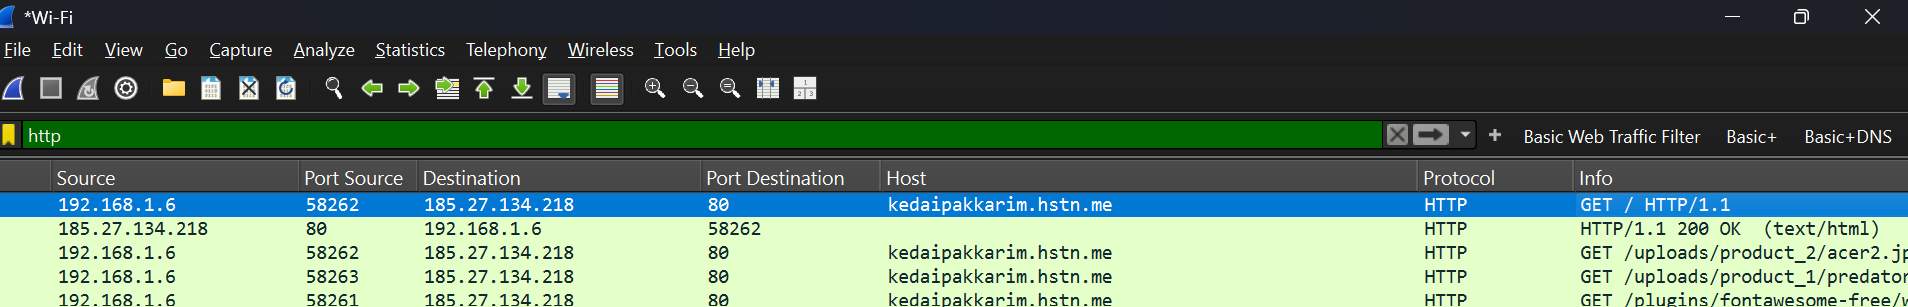 *Wi-Fi
File Edit View Go Capture Analyze Statistics Telephony Wireless Tools Help
http Basic Web Traffic Filter Basic+ Basic+DNS
Source Port Source Destination Port Destination Host Protocol Info
192.168.1.6 58262 185.27.134.218 80 kedaipakkarim.hstn.me HTTP GET / HTTP/1.1
185.27.134.218 80 192.168.1.6 58262 HTTP HTTP/1.1 200 OK (text/html)
192.168.1.6 58262 185.27.134.218 80 kedaipakkarim.hstn.me HTTP GET /uploads/product_2/acer2.jp
192.168.1.6 58263 185.27.134.218 80 kedaipakkarim.hstn.me HTTP GET /uploads/product_1/predator
192.168.1.6 58261 185.27.134.218 80 kedaipakkarim.hstn.me HTTP GET /plugins/fontawesome-free/w